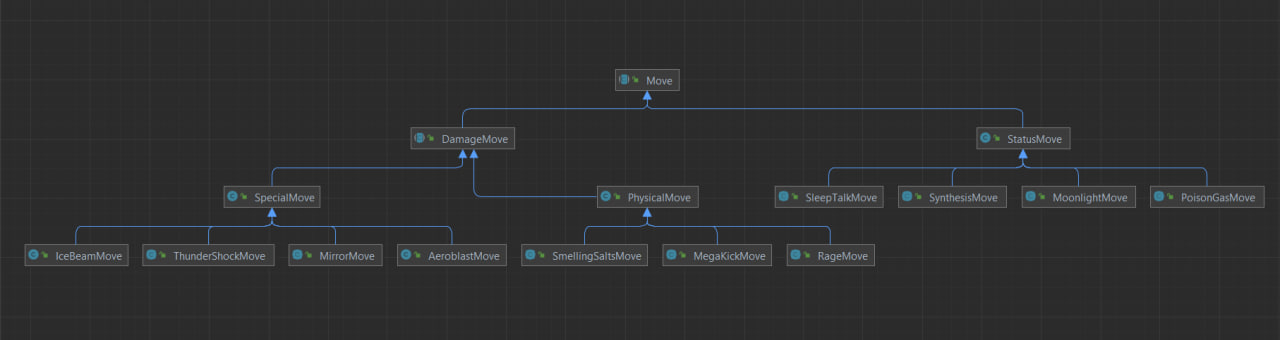 Move
DamageMove
StatusMove
SpecialMove
PhysicalMove
SleepTalkMove
SynthesisMove
MoonlightMove
PoisonGasMove
IceBeamMove
ThunderShockMove
MirrorMove
AeroblastMove
SmellingSaltsMove
MegaKickMove
RageMove